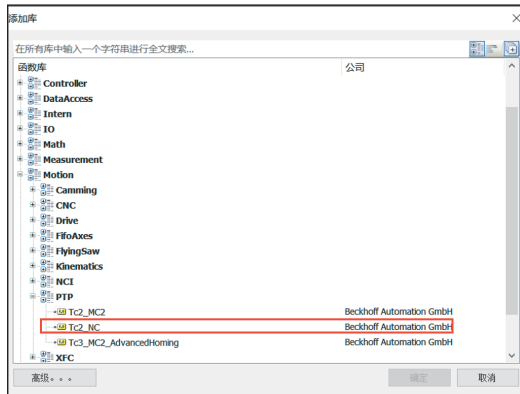 添加库
在所有库中输入一个字符串进行全文搜索...
函数库 公司
Controller
DataAccess
Intern
IO
Math
Measurement
Motion
Camming
CNC
Drive
FifoAxes
FlyingSaw
Kinematics
NCI
PTP
Tc2_MC2 Beckhoff Automation GmbH
Tc2_NC Beckhoff Automation GmbH
Tc3_MC2_AdvancedHoming Beckhoff Automation GmbH
XFC
高级。。。 确定 取消